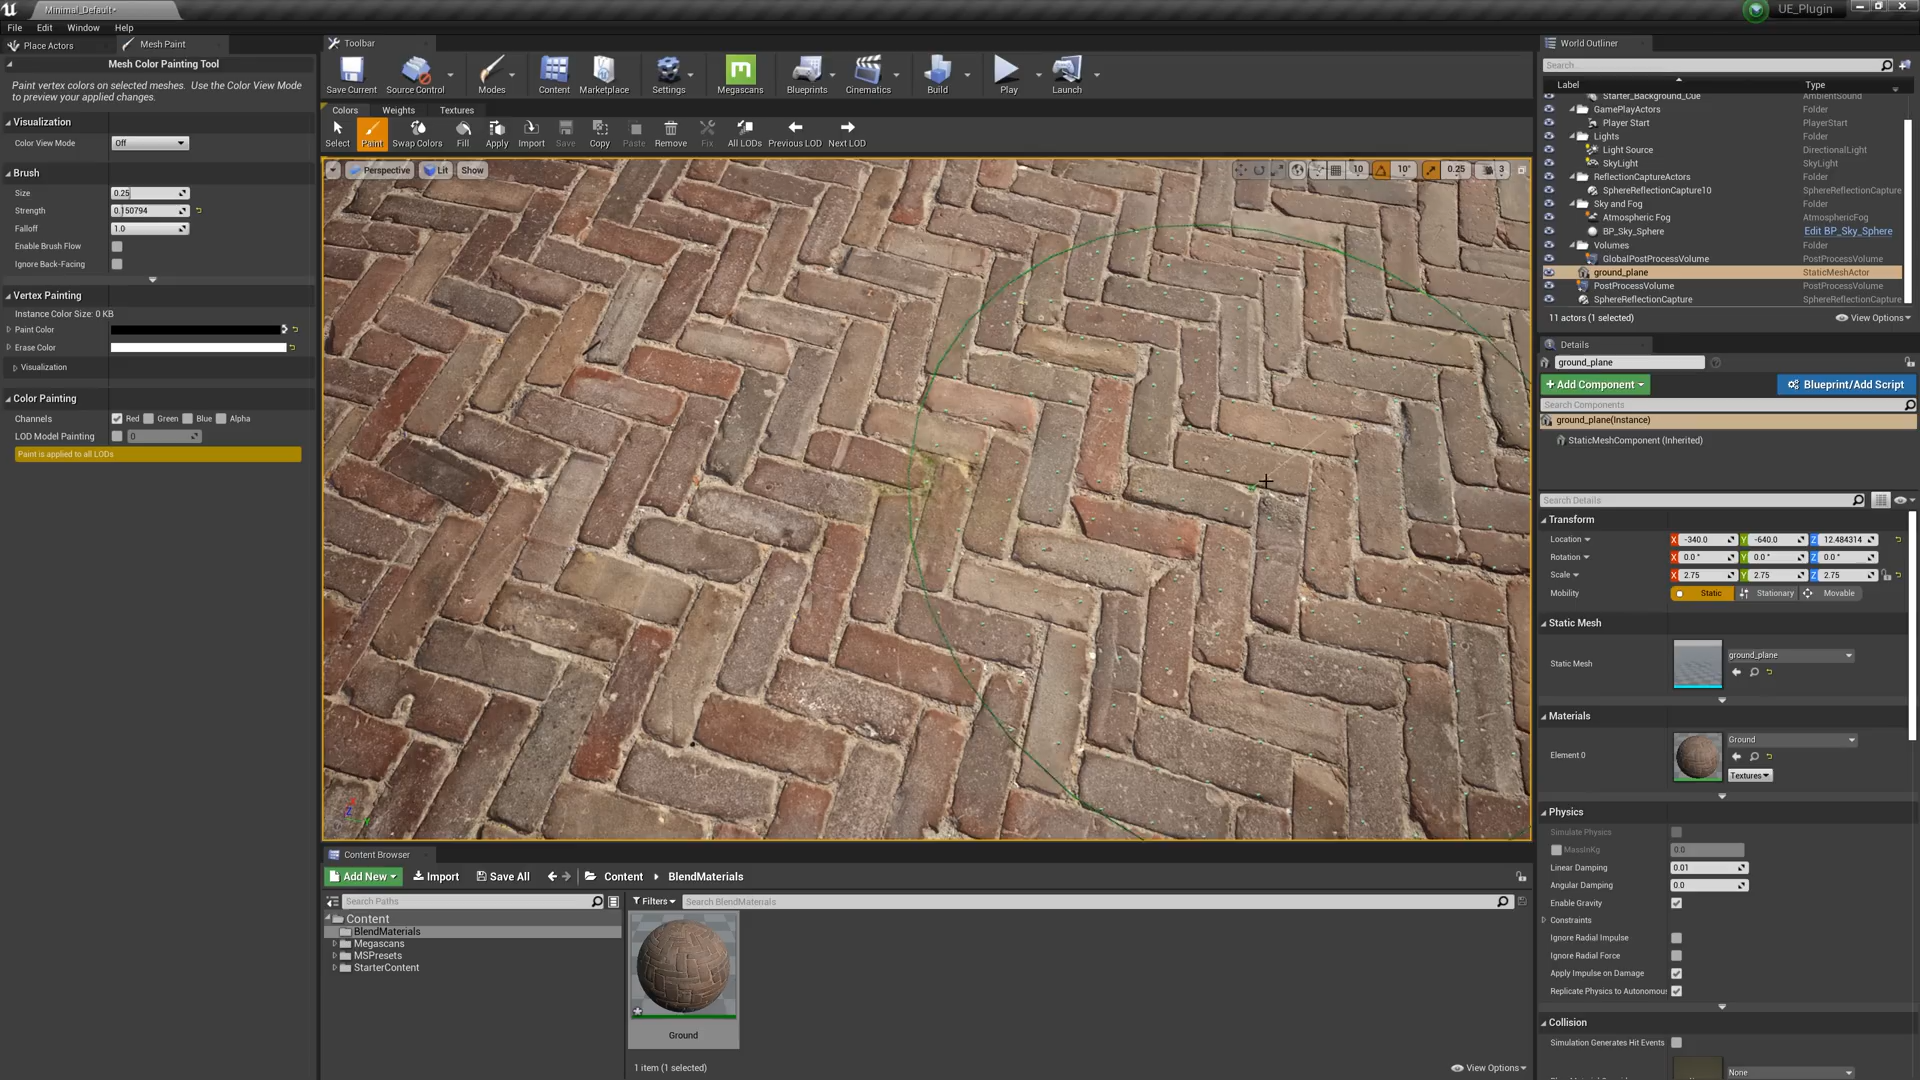 Minimal_Default*
UE_Plugin
File Edit Window Help
Place Actors Mesh Paint
Mesh Color Painting Tool
Paint vertex colors on selected meshes. Use the Color View Mode
to preview your applied changes.
Visualization
Color View Mode Off
Brush
Size 0.25
Strength 0.150794
Falloff 1.0
Enable Brush Flow
Ignore Back-Facing
Vertex Painting
Instance Color Size: 0 KB
Paint Color
Erase Color
Visualization
Color Painting
Channels Red Green Blue Alpha
LOD Model Painting 0
Paint is applied to all LODs
Toolbar
Save Current Source Control Modes Content Marketplace Settings Megascans Blueprints Cinematics Build Play Launch
Colors Weights Textures
Select Paint Swap Colors Fill Apply Import Save Copy Paste Remove Fix All LODs Previous LOD Next LOD
Perspective Lit Show 10 10° 0.25 3
Content Browser
Add New Import Save All Content BlendMaterials
Search Paths
Filters Search BlendMaterials
Content
BlendMaterials
Megascans
MSPresets
StarterContent
Ground
1 item (1 selected) View Options
World Outliner
Search...
Label Type
Starter_Background_Cue AmbientSound
GamePlayActors Folder
Player Start PlayerStart
Lights Folder
Light Source DirectionalLight
SkyLight SkyLight
ReflectionCaptureActors Folder
SphereReflectionCapture10 SphereReflectionCapture
Sky and Fog Folder
Atmospheric Fog AtmosphericFog
BP_Sky_Sphere Edit BP_Sky_Sphere
Volumes Folder
GlobalPostProcessVolume PostProcessVolume
ground_plane StaticMeshActor
PostProcessVolume PostProcessVolume
SphereReflectionCapture SphereReflectionCapture
11 actors (1 selected) View Options
Details
ground_plane
+Add Component Blueprint/Add Script
Search Components
ground_plane(Instance)
StaticMeshComponent (Inherited)
Search Details
Transform
Location X -340.0 Y -640.0 Z 12.484314
Rotation X 0.0 ° Y 0.0 ° Z 0.0 °
Scale X 2.75 Y 2.75 Z 2.75
Mobility Static Stationary Movable
Static Mesh
Static Mesh ground_plane
Materials
Element 0 Ground
Textures
Physics
Simulate Physics
MassInKg 0.0
Linear Damping 0.01
Angular Damping 0.0
Enable Gravity
Constraints
Ignore Radial Impulse
Ignore Radial Force
Apply Impulse on Damage
Replicate Physics to Autonomou
Collision
Simulation Generates Hit Events
None